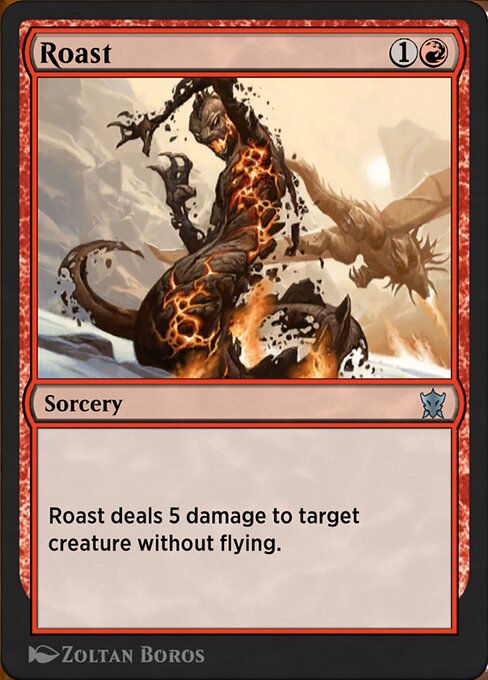 Roast 1
Sorcery
Roast deals 5 damage to target
creature without flying.
Zoltan Boros